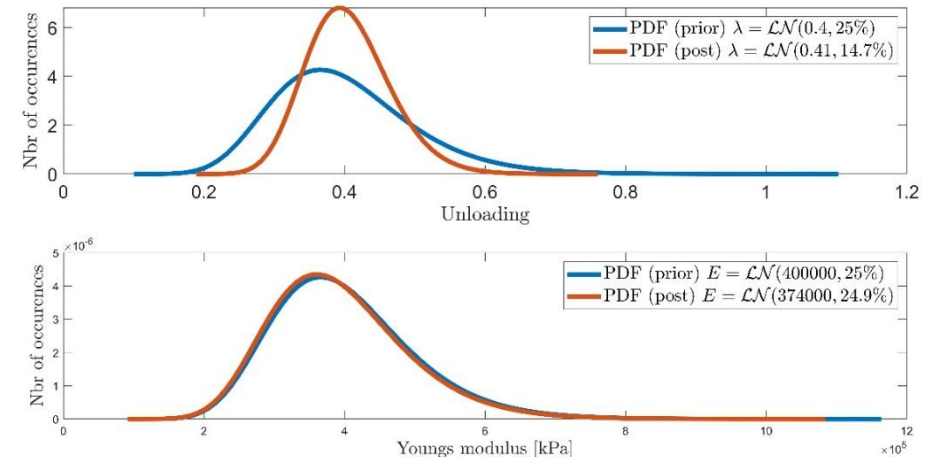 PDF (prior) λ = LN(0.4, 25%)
PDF (post) λ = LN(0.41, 14.7%)
Nbr of occurences
6
4
2
0
0 0.2 0.4 0.6 0.8 1 1.2
Unloading
×10⁻⁶
PDF (prior) E = LN(400000, 25%)
PDF (post) E = LN(374000, 24.9%)
Nbr of occurences
5
4
3
2
1
0
0 2 4 6 8 10 12
×10⁵
Youngs modulus [kPa]